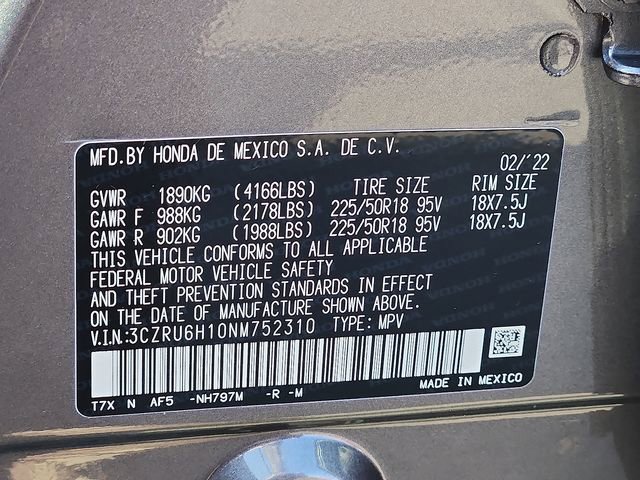 MFD.BY HONDA DE MEXICO S.A. DE C.V.
02/'22
GVWR 1890KG (4166LBS) TIRE SIZE RIM SIZE
GAWR F 988KG (2178LBS) 225/50R18 95V 18X7.5J
GAWR R 902KG (1988LBS) 225/50R18 95V 18X7.5J
THIS VEHICLE CONFORMS TO ALL APPLICABLE
FEDERAL MOTOR VEHICLE SAFETY
AND THEFT PREVENTION STANDARDS IN EFFECT
ON THE DATE OF MANUFACTURE SHOWN ABOVE.
V.I.N:3CZRU6H10NM752310 TYPE: MPV
T7X N AF5 -NH797M -R -M
MADE IN MEXICO